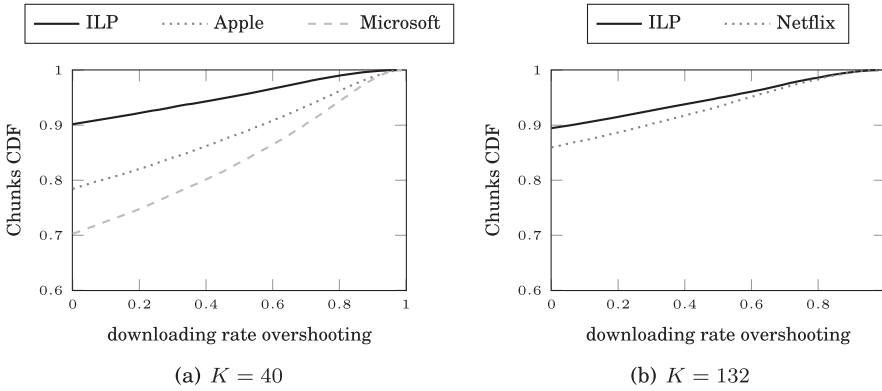 ILP Apple Microsoft
ILP Netflix
1
0.9
0.8
0.7
0.6
Chunks CDF
0 0.2 0.4 0.6 0.8 1
downloading rate overshooting
(a) K = 40
1
0.9
0.8
0.7
0.6
Chunks CDF
0 0.2 0.4 0.6 0.8
downloading rate overshooting
(b) K = 132